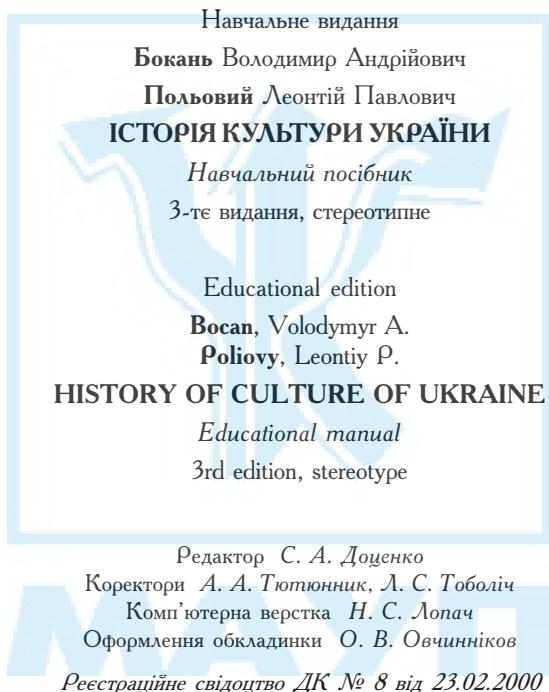 Навчальне видання
Бокань Володимир Андрійович
Польовий Леонтій Павлович
ІСТОРІЯ КУЛЬТУРИ УКРАЇНИ
Навчальний посібник
3-тє видання, стереотипне
Educational edition
Bocan, Volodymyr A.
Poliovy, Leontiy P.
HISTORY OF CULTURE OF UKRAINE
Educational manual
3rd edition, stereotype
Редактор С. А. Доценко
Коректори А. А. Тютюнник, Л. С. Тоболіч
Комп’ютерна верстка Н. С. Лопач
Оформлення обкладинки О. В. Овчинніков
МАУП
Реєстраційне свідоцтво ДК № 8 від 23.02.2000